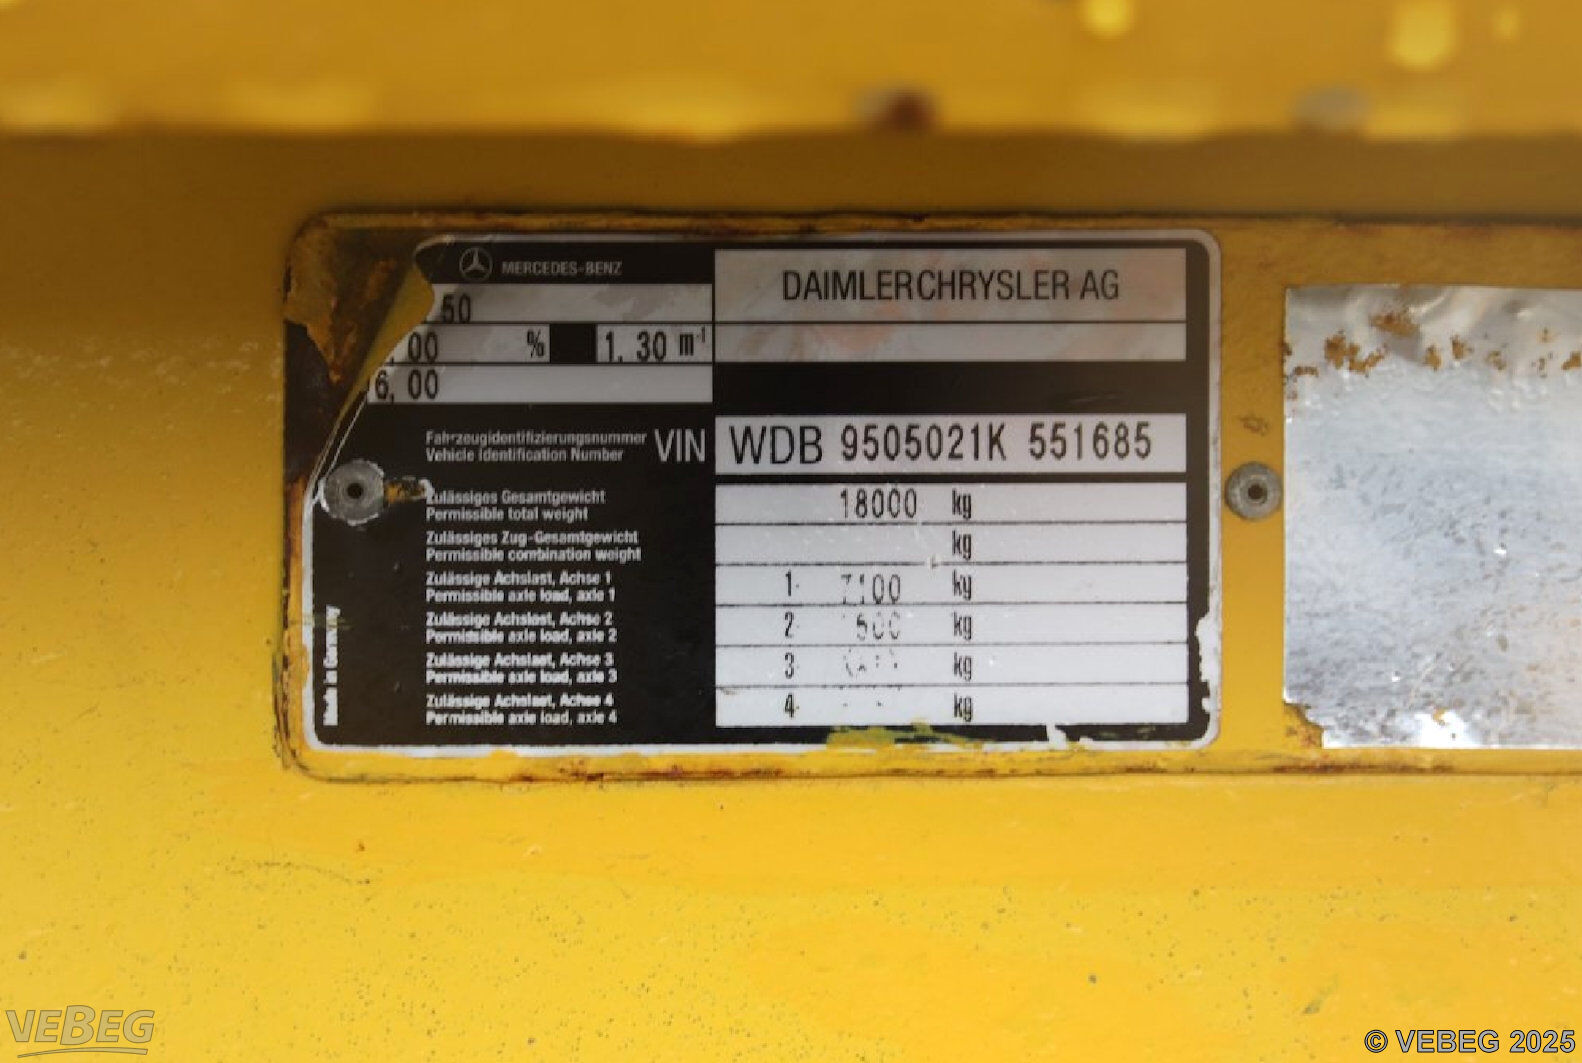 MERCEDES-BENZ
DAIMLERCHRYSLER AG
50
,00 % 1.30 m-1
6,00
Fahrzeugidentifizierungsnummer
Vehicle Identification Number
VIN WDB 9505021K 551685
Zulässiges Gesamtgewicht
Permissible total weight
18000 kg
Zulässiges Zug-Gesamtgewicht
Permissible combination weight
kg
Zulässige Achslast, Achse 1
Permissible axle load, axle 1
1- 7100 kg
Zulässige Achslast, Achse 2
Permissible axle load, axle 2
2- 500 kg
Zulässige Achslast, Achse 3
Permissible axle load, axle 3
3- kg
Zulässige Achslast, Achse 4
Permissible axle load, axle 4
4- kg
Made in Germany
VEBEG
© VEBEG 2025